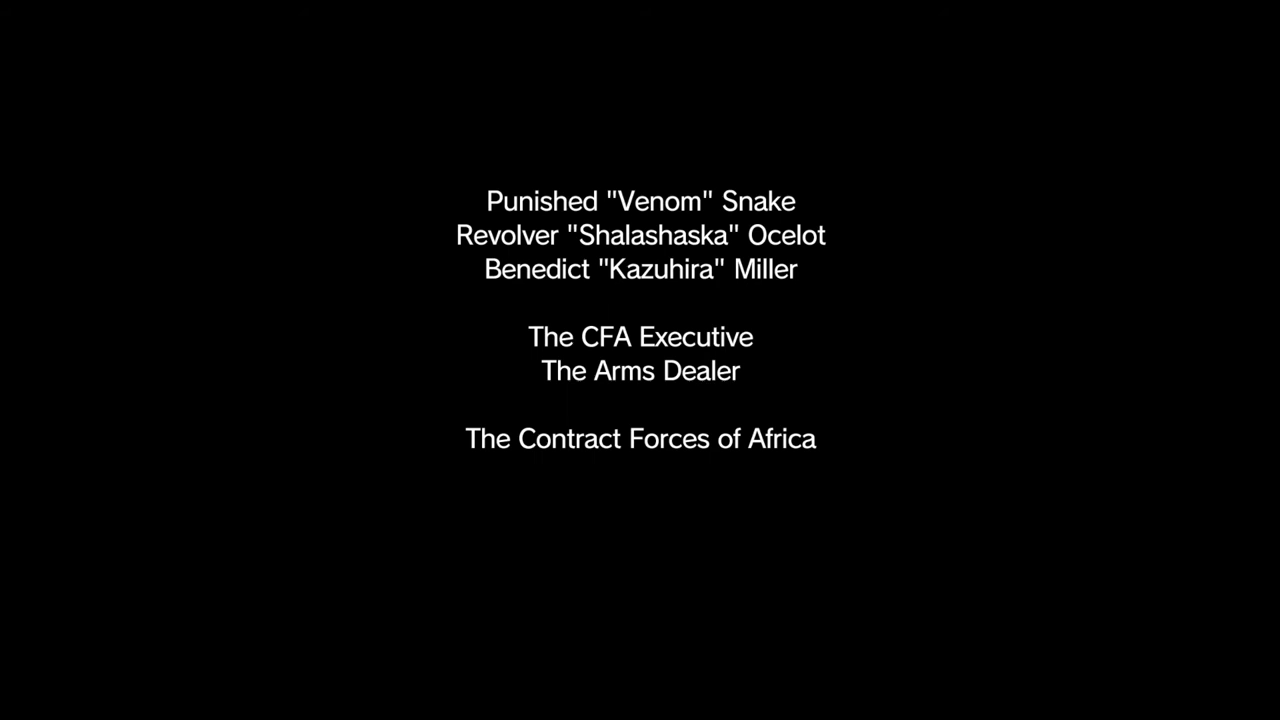 Punished "Venom" Snake
Revolver "Shalashaska" Ocelot
Benedict "Kazuhira" Miller
The CFA Executive
The Arms Dealer
The Contract Forces of Africa